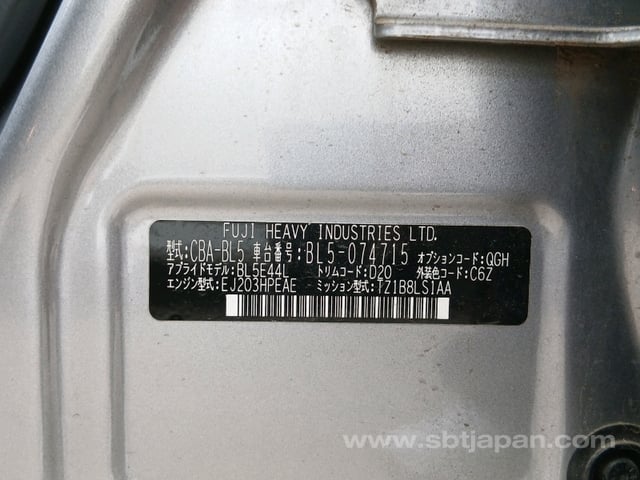 FUJI HEAVY INDUSTRIES LTD.
型式:CBA-BL5 車台番号:BL5-074715 オプションコード:QGH
アプライドモデル:BL5E44L トリムコード:D20 外装色コード:C6Z
エンジン型式:EJ203HPEAE ミッション型式:TZ1B8LS1AA
www.sbtjapan.com